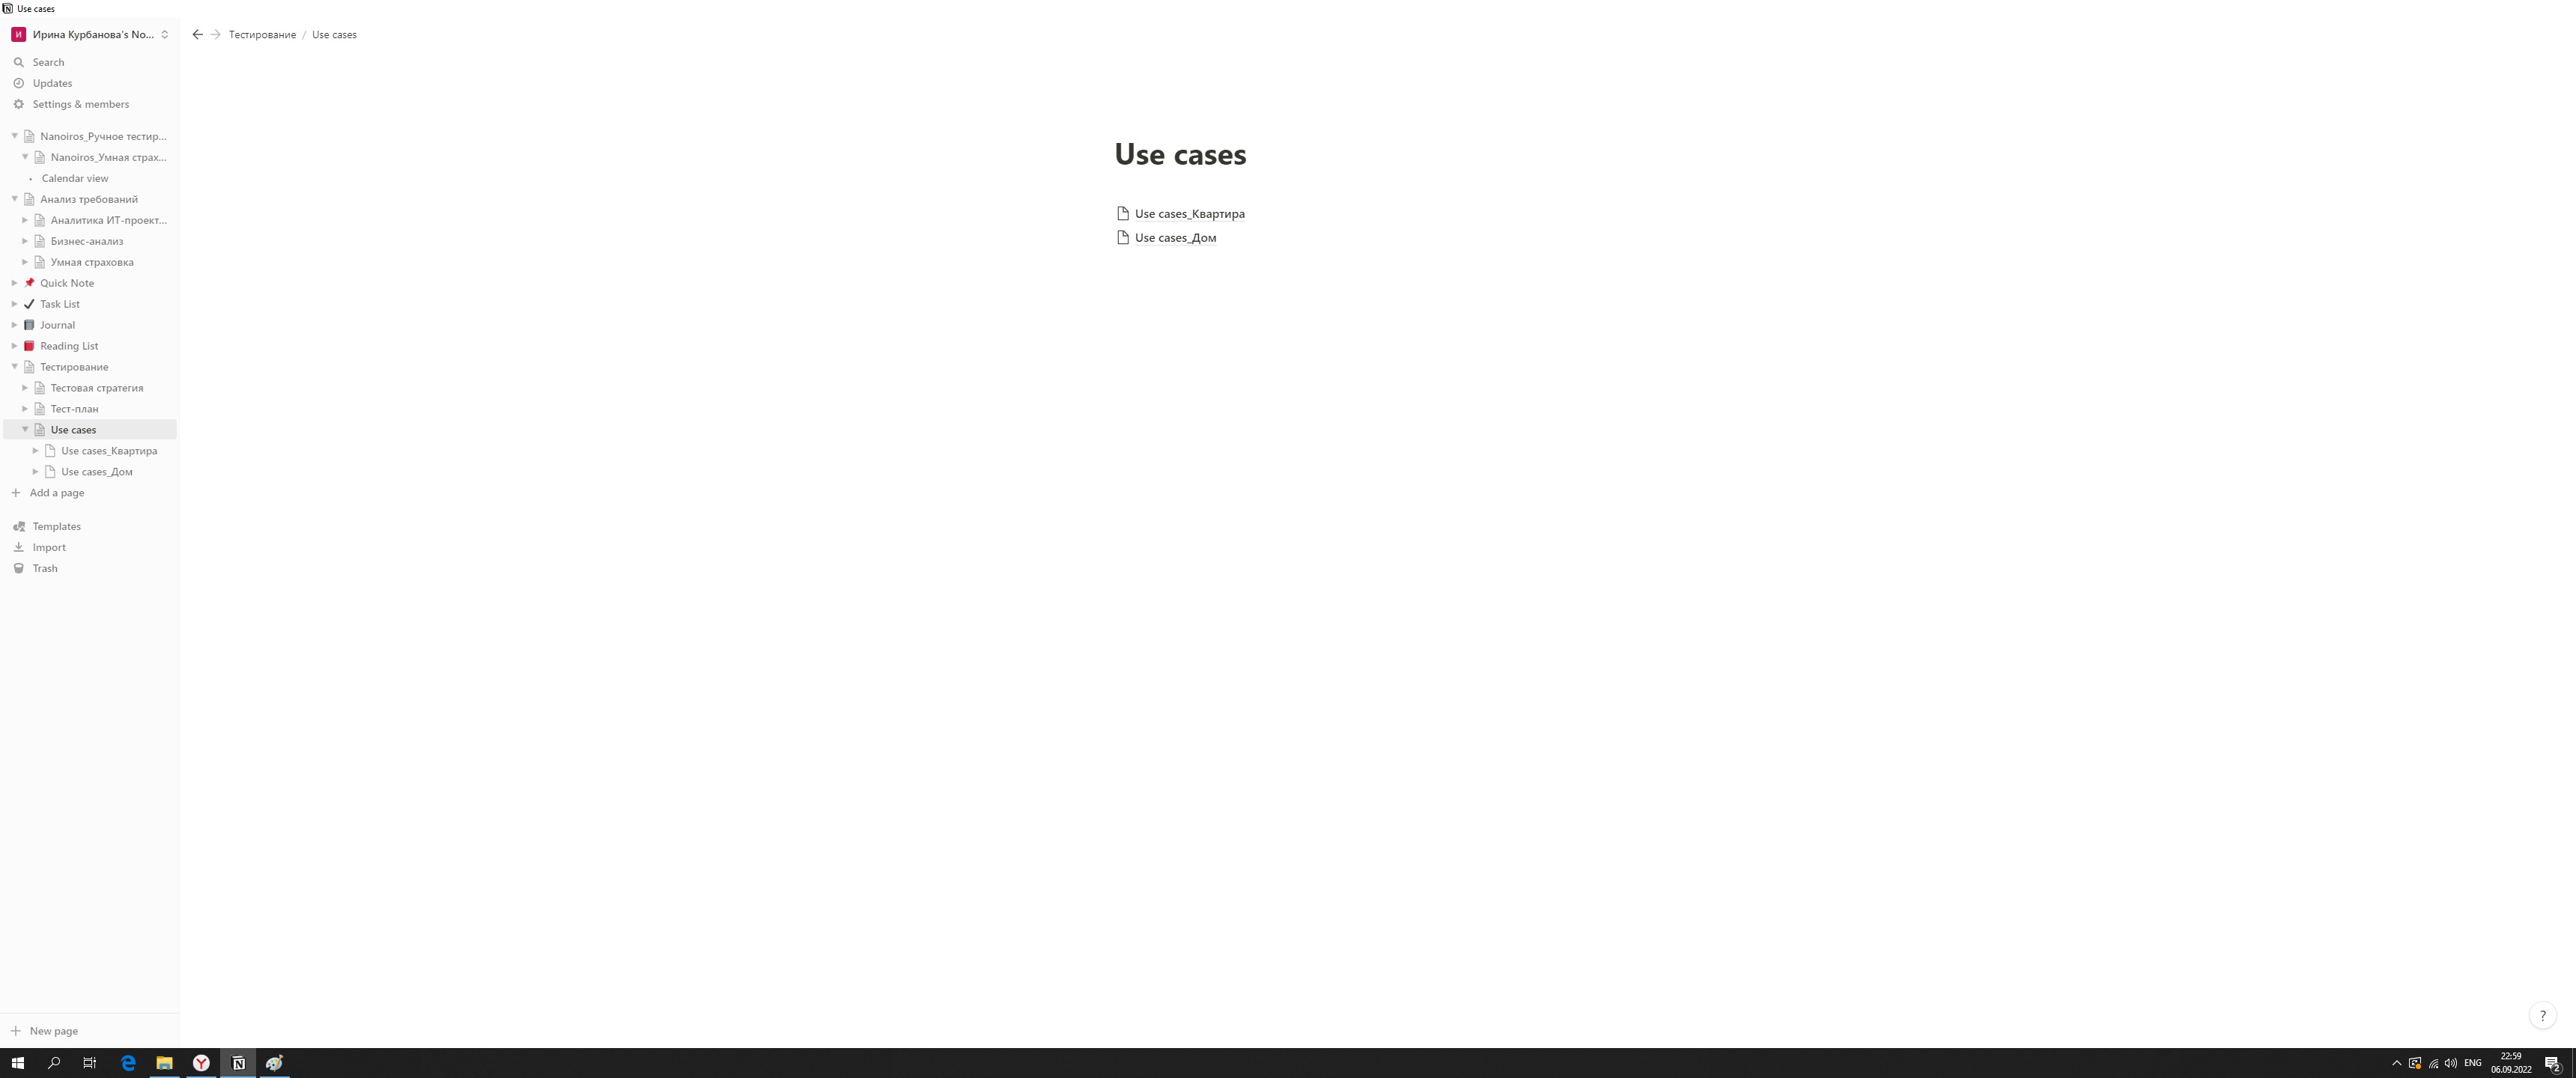 Use cases
И
Ирина Курбанова's No...
Тестирование / Use cases
Search
Updates
Settings & members
Nanoiros_Ручное тестир...
Nanoiros_Умная страх...
Calendar view
Анализ требований
Аналитика ИТ-проект...
Бизнес-анализ
Умная страховка
Quick Note
Task List
Journal
Reading List
Тестирование
Тестовая стратегия
Тест-план
Use cases
Use cases_Квартира
Use cases_Дом
Add a page
Templates
Import
Trash
New page
Use cases
Use cases_Квартира
Use cases_Дом
?
ENG
22:59
06.09.2022
2